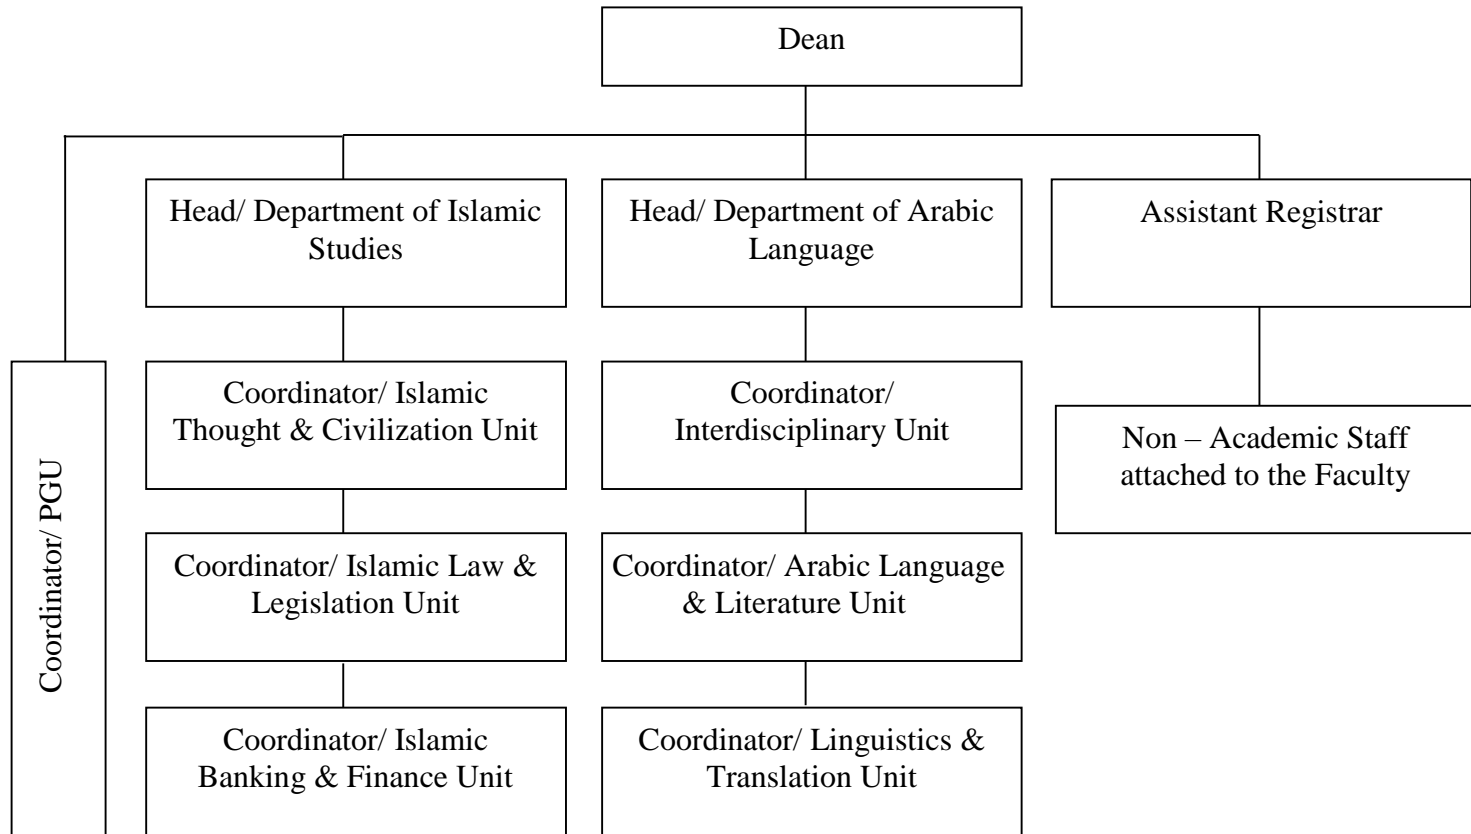 Dean
Head/ Department of Islamic
Studies
Head/ Department of Arabic
Language
Assistant Registrar
Coordinator/ PGU
Coordinator/ Islamic
Thought & Civilization Unit
Coordinator/
Interdisciplinary Unit
Non – Academic Staff
attached to the Faculty
Coordinator/ Islamic Law &
Legislation Unit
Coordinator/ Arabic Language
& Literature Unit
Coordinator/ Islamic
Banking & Finance Unit
Coordinator/ Linguistics &
Translation Unit